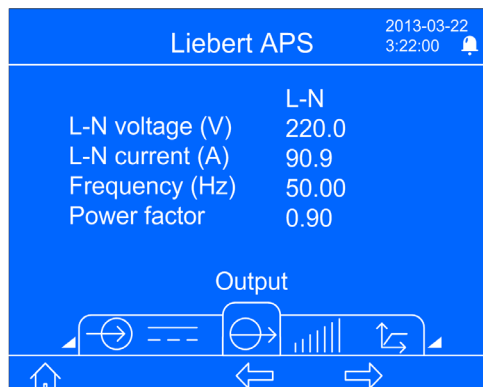 Liebert APS
2013-03-22
3:22:00
L-N
L-N voltage (V) 220.0
L-N current (A) 90.9
Frequency (Hz) 50.00
Power factor 0.90
Output